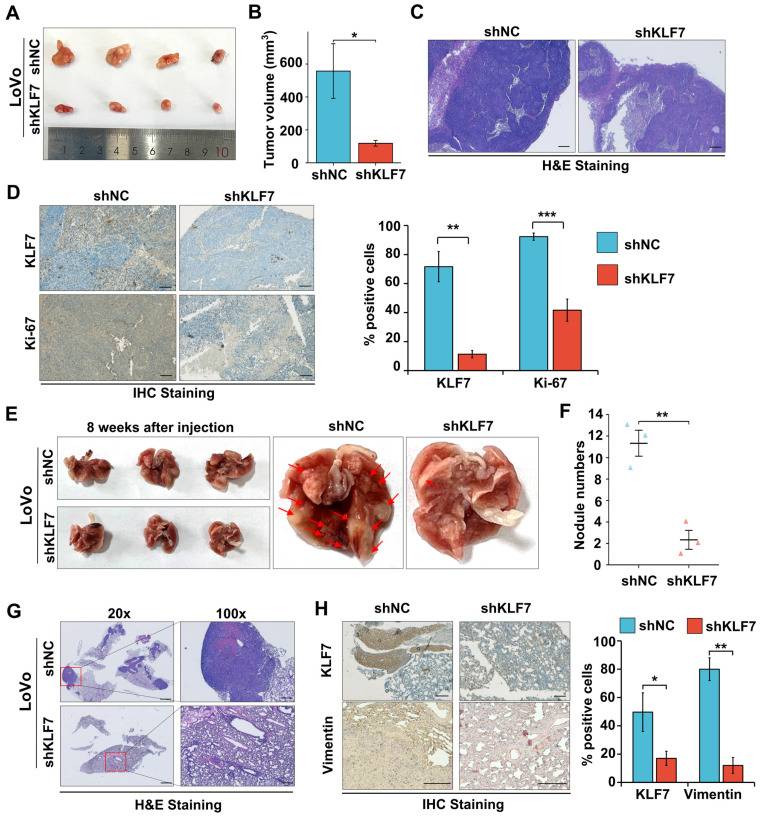 A
LoVo
shNC
shKLF7
1 2 3 4 5 6 7 8 9 10
B
Tumor volume (mm³)
600
400
200
0
*
shNC
shKLF7
C
shNC
shKLF7
H&E Staining
D
shNC
shKLF7
KLF7
Ki-67
IHC Staining
% positive cells
100
80
60
40
20
0
**
***
KLF7
Ki-67
shNC
shKLF7
E
8 weeks after injection
shNC
shKLF7
LoVo
shNC
shKLF7
F
Nodule numbers
14
12
10
8
6
4
2
0
**
shNC
shKLF7
G
20x
100x
LoVo
shNC
shKLF7
H&E Staining
H
shNC
shKLF7
KLF7
Vimentin
IHC Staining
shNC
shKLF7
% positive cells
100
80
60
40
20
0
*
**
KLF7
Vimentin